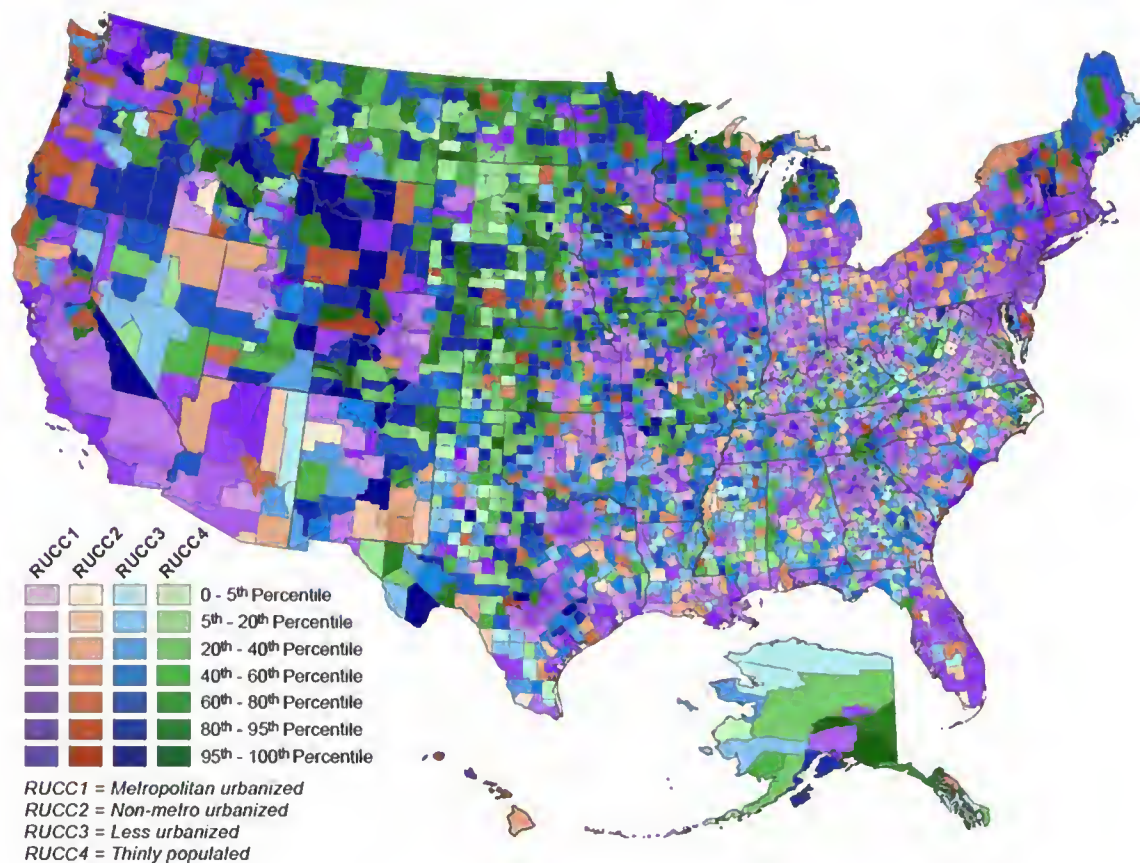 RUCC1 RUCC2 RUCC3 RUCC4
0 - 5th Percentile
5th - 20th Percentile
20th - 40th Percentile
40th - 60th Percentile
60th - 80th Percentile
80th - 95th Percentile
95th - 100th Percentile
RUCC1 = Metropolitan urbanized
RUCC2 = Non-metro urbanized
RUCC3 = Less urbanized
RUCC4 = Thinly populated